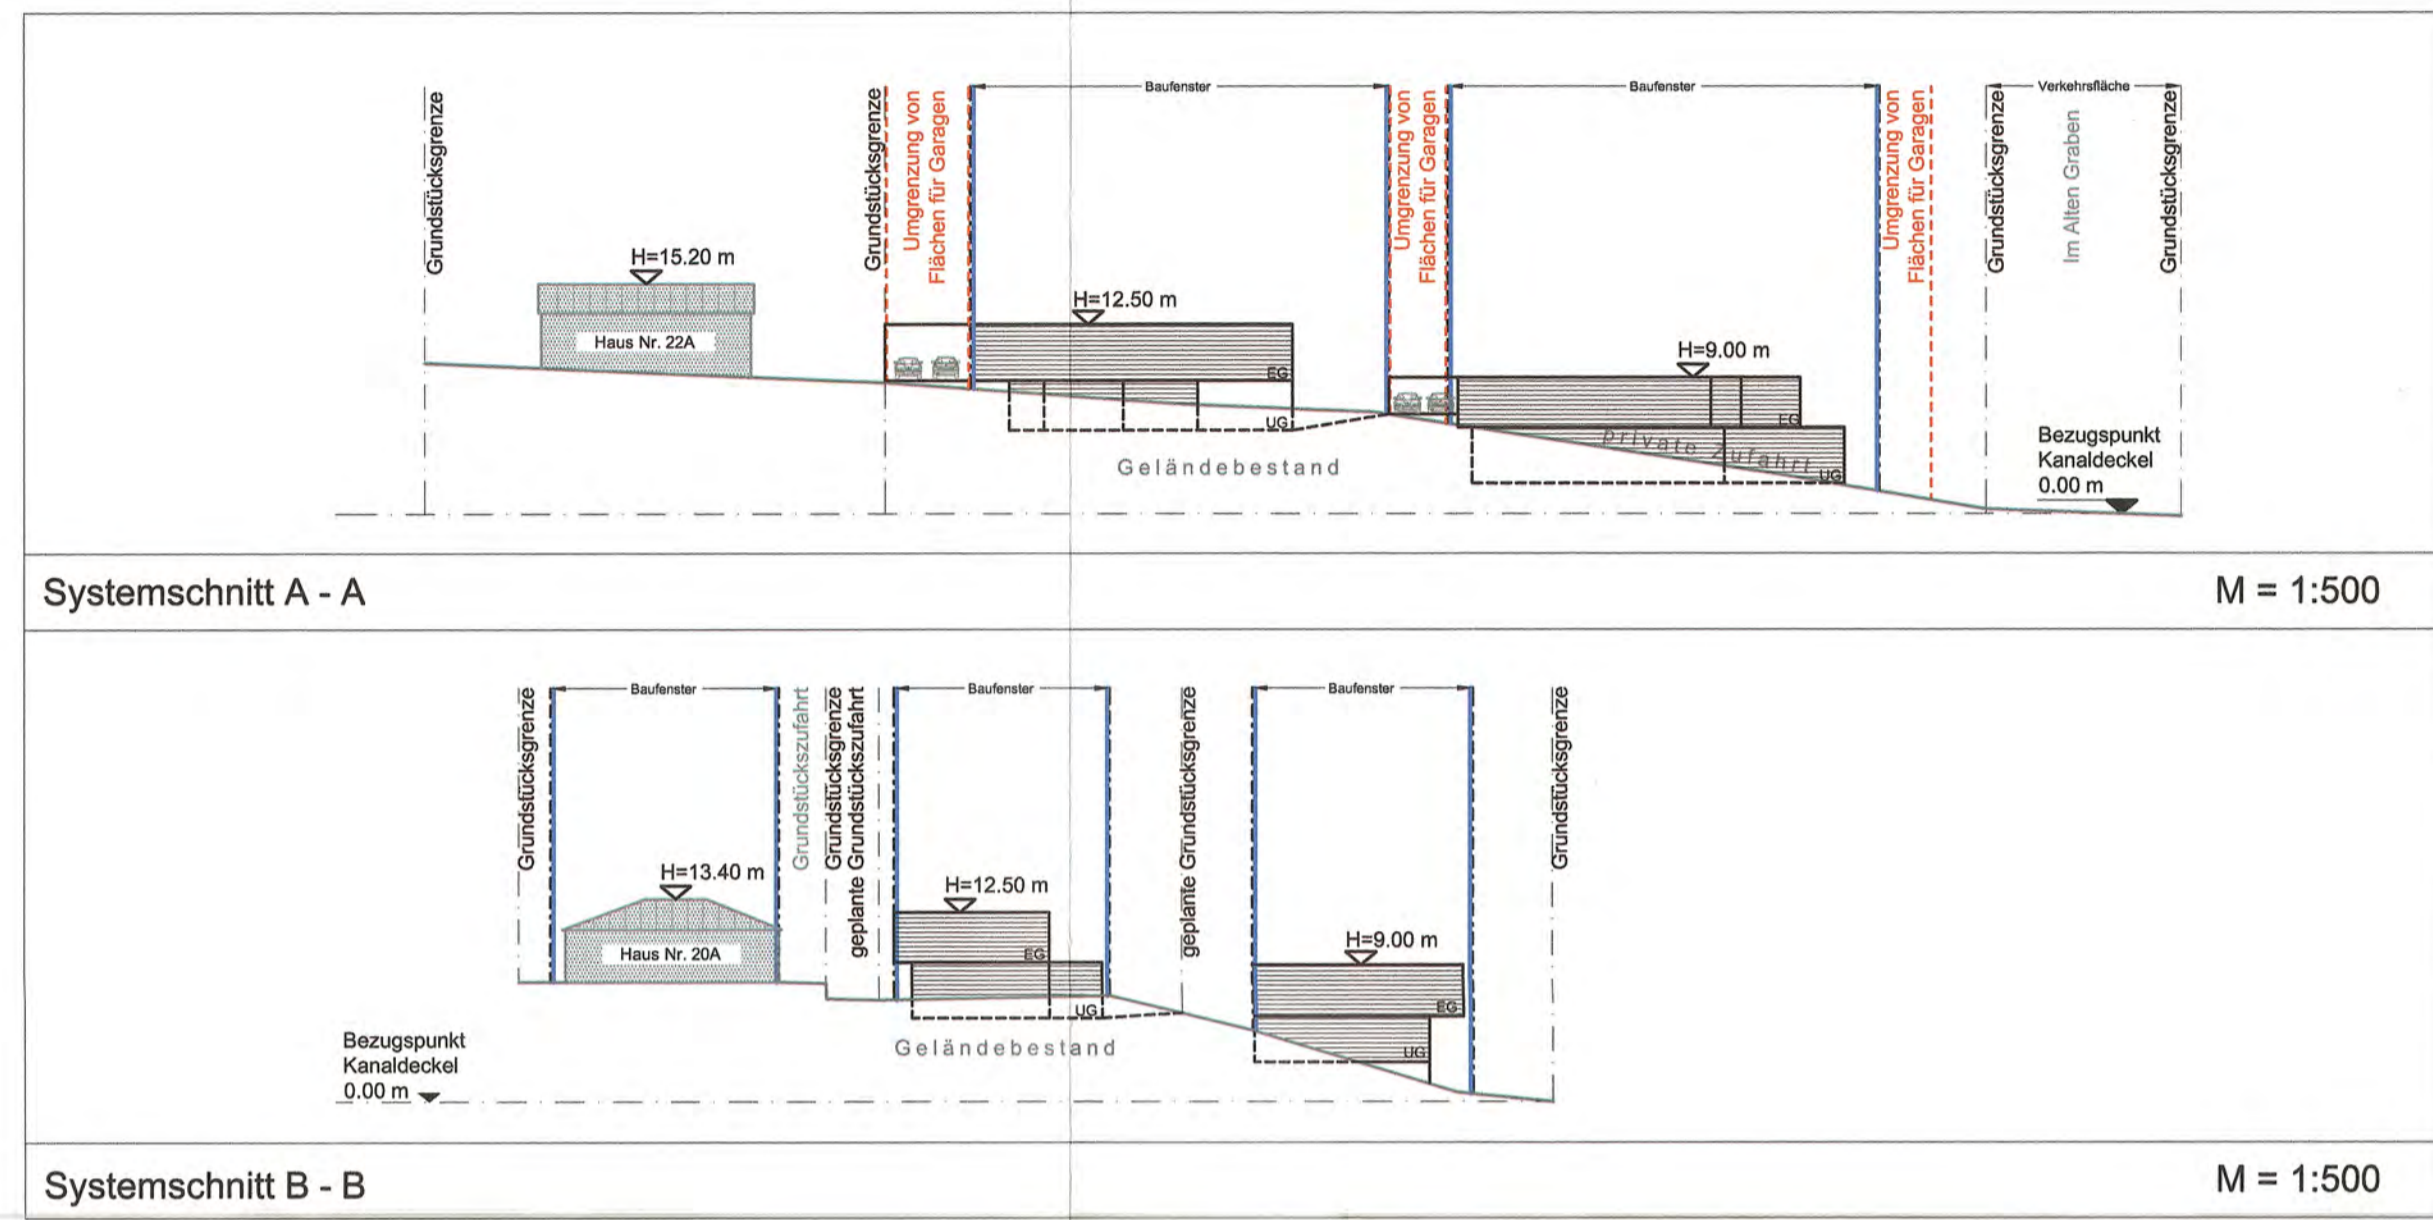 Baufenster
Baufenster
Verkehrsfläche
Grundstücksgrenze
Grundstücksgrenze
Umgrenzung von
Flächen für Garagen
Umgrenzung von
Flächen für Garagen
Umgrenzung von
Flächen für Garagen
Grundstücksgrenze
Im Alten Graben
Grundstücksgrenze
H=15.20 m
Haus Nr. 22A
H=12.50 m
EG
UG
H=9.00 m
EG
private Zufahrt
UG
Geländebestand
Bezugspunkt
Kanaldeckel
0.00 m
Systemschnitt A - A
M = 1:500
Baufenster
Baufenster
Baufenster
Grundstücksgrenze
Grundstückszufahrt
Grundstücksgrenze
geplante Grundstückszufahrt
geplante Grundstücksgrenze
Grundstücksgrenze
H=13.40 m
Haus Nr. 20A
H=12.50 m
EG
UG
H=9.00 m
EG
UG
Geländebestand
Bezugspunkt
Kanaldeckel
0.00 m
Systemschnitt B - B
M = 1:500